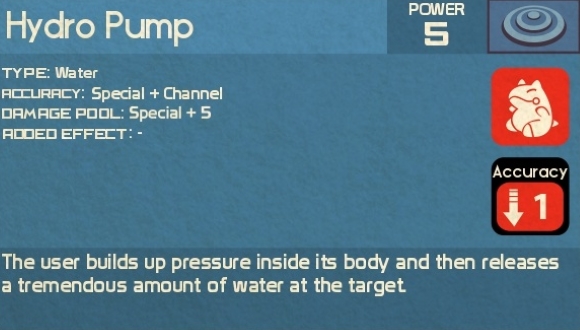 Hydro Pump
POWER
5
TYPE: Water
ACCURACY: Special + Channel
DAMAGE POOL: Special + 5
ADDED EFFECT: -
Accuracy
1
The user builds up pressure inside its body and then releases
a tremendous amount of water at the target.